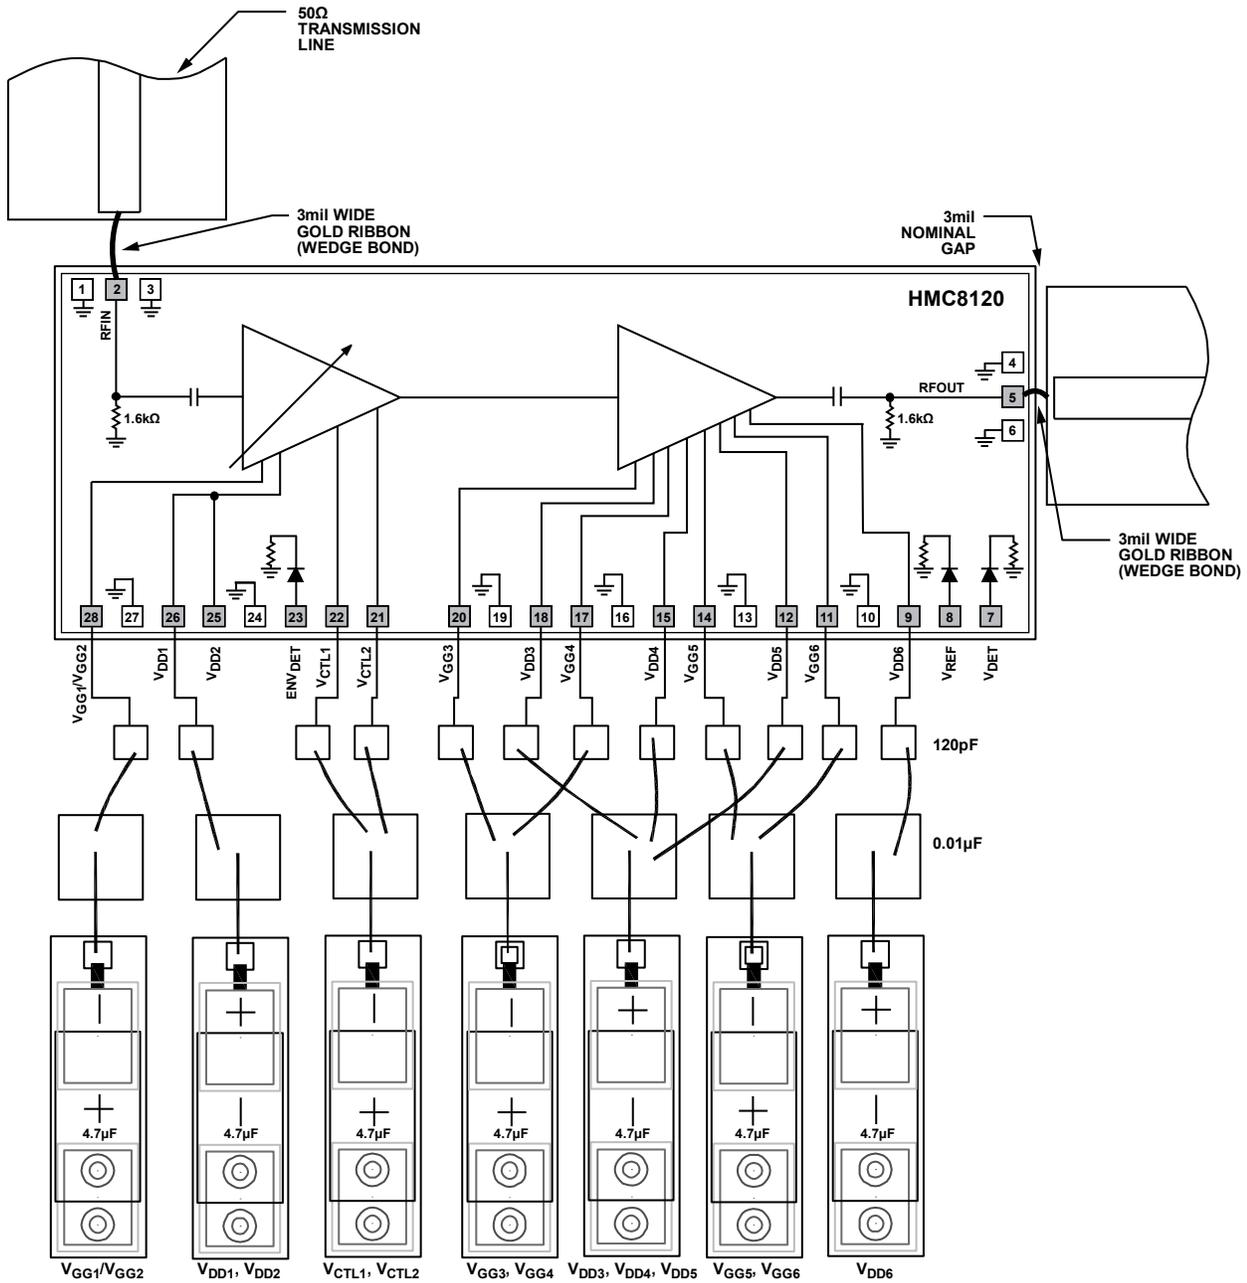 50Ω
TRANSMISSION
LINE
3mil WIDE
GOLD RIBBON
(WEDGE BOND)
3mil
NOMINAL
GAP
HMC8120
1
2
3
RFIN
1.6kΩ
4
RFOUT
5
1.6kΩ
6
3mil WIDE
GOLD RIBBON
(WEDGE BOND)
28
27
26
25
24
23
22
21
20
19
18
17
16
15
14
13
12
11
10
9
8
7
VGG1/VGG2
VDD1
VDD2
ENVDET
VCTL1
VCTL2
VGG3
VDD3
VGG4
VDD4
VGG5
VDD5
VGG6
VDD6
VREF
VDET
120pF
0.01µF
4.7µF
4.7µF
4.7µF
4.7µF
4.7µF
4.7µF
4.7µF
VGG1/VGG2
VDD1, VDD2
VCTL1, VCTL2
VGG3, VGG4
VDD3, VDD4, VDD5
VGG5, VGG6
VDD6